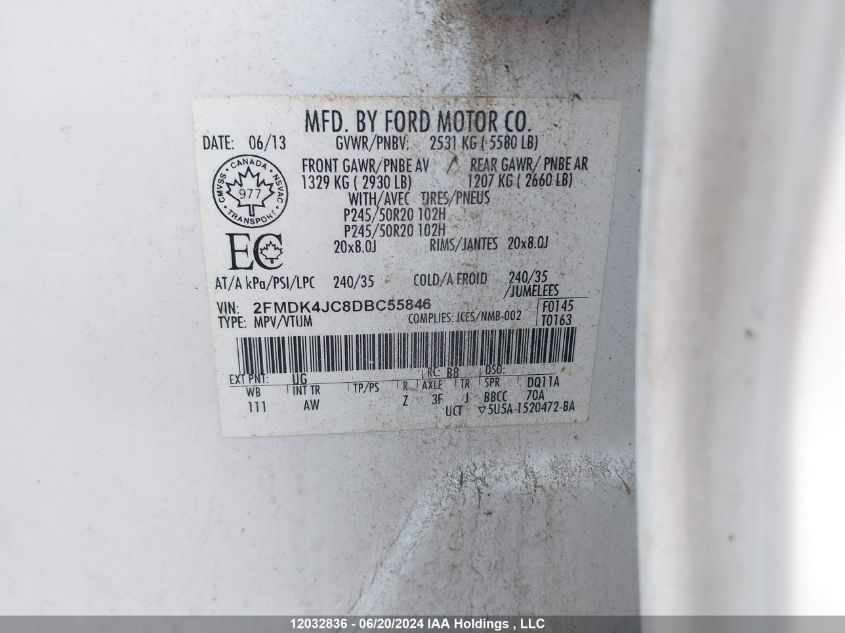 MFD. BY FORD MOTOR CO.
DATE: 06/13 GVWR/PNBV: 2531 KG ( 5580 LB)
FRONT GAWR/PNBE AV / REAR GAWR/ PNBE AR
1329 KG ( 2930 LB) 1207 KG ( 2660 LB)
WITH/AVEC TIRES/PNEUS
P245/50R20 102H
P245/50R20 102H
20x8.0J RIMS/JANTES 20x8.0J
CMVSS · CANADA · NSVAC
977
TRANSPORT
EC
AT/A kPa/PSI/LPC 240/35 COLD/A FROID 240/35
/JUMELEES
VIN: 2FMDK4JC8DBC55846 F0145
TYPE: MPV/VTUM COMPLIES: ICES/NMB-002 T0163
EXT PNT: UG RC: B8 DSO:
WB INT TR TP/PS R AXLE TR SPR DQ11A
111 AW Z 3F J BBCC 70A
UCT ▽5U5A-1520472-BA
12032836 - 06/20/2024 IAA Holdings , LLC